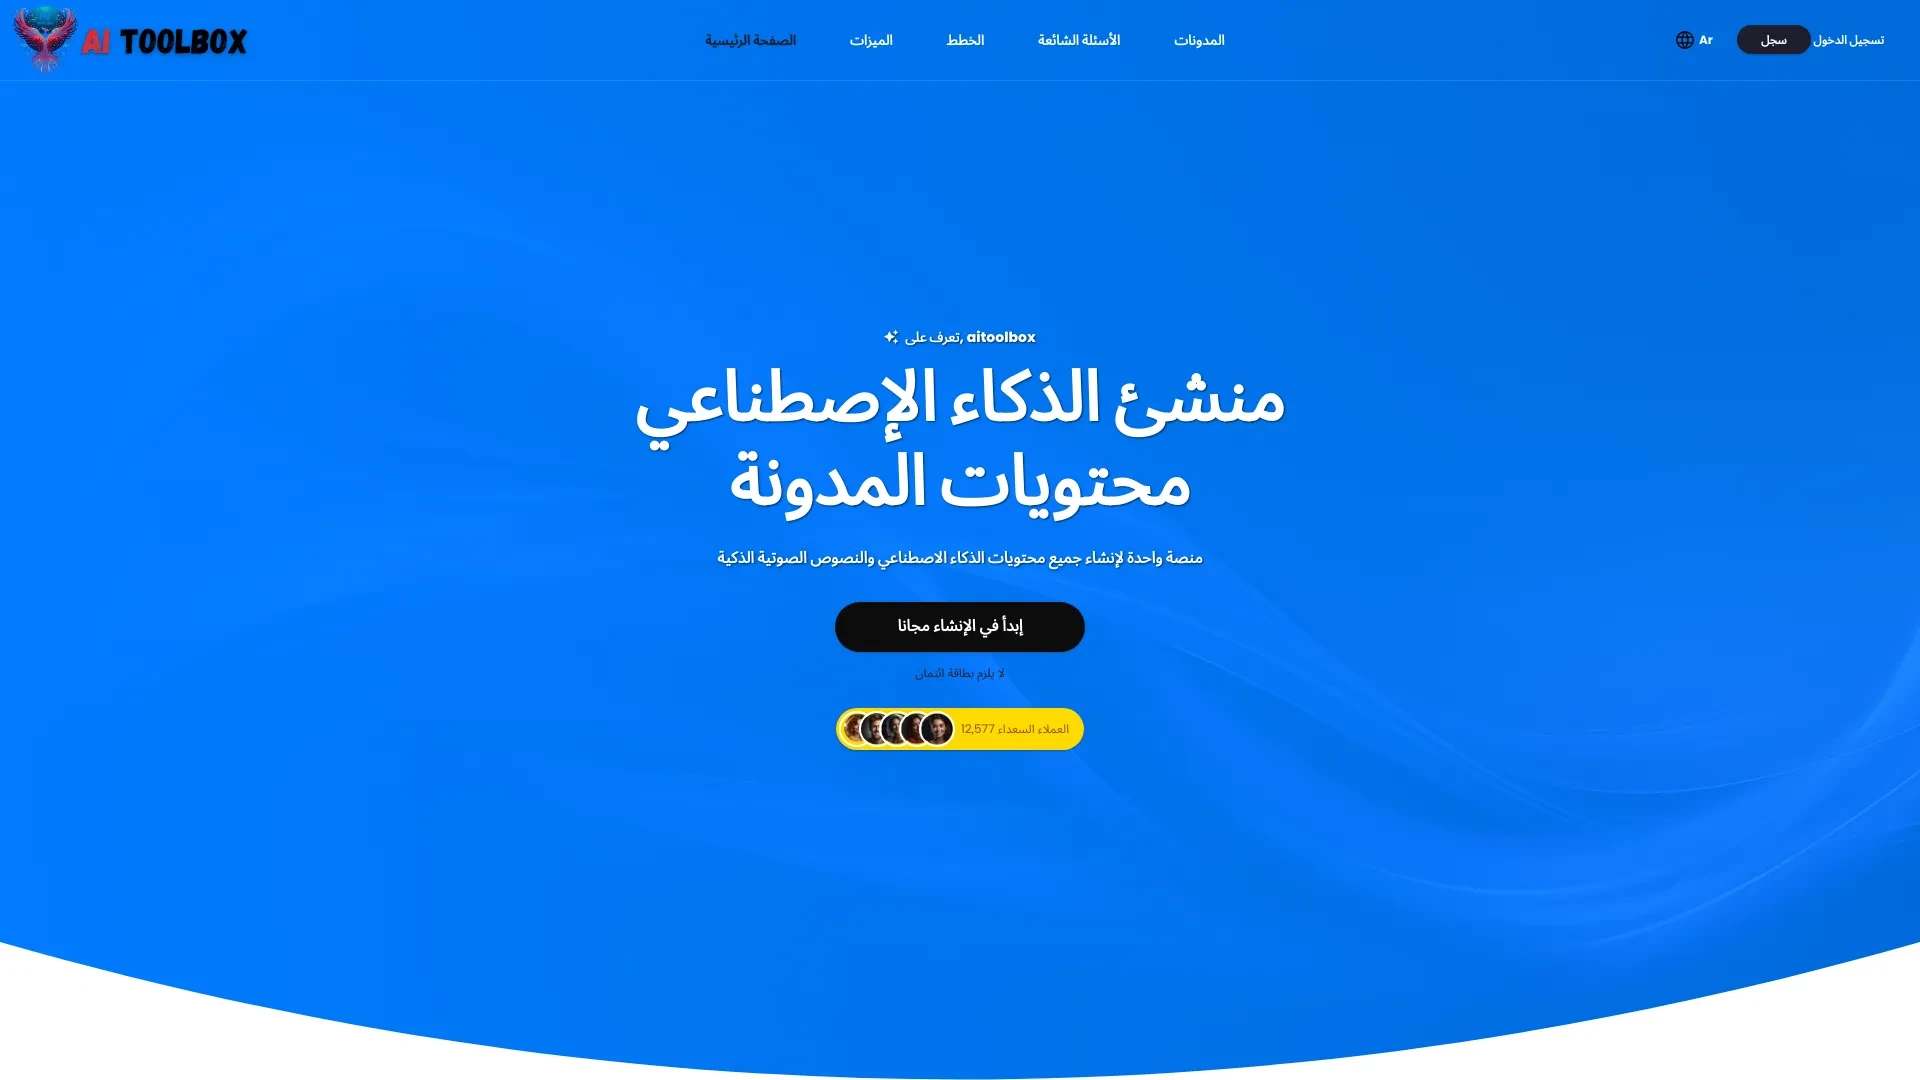 AI TOOLBOX
الصفحة الرئيسية
الميزات
الخطط
الأسئلة الشائعة
المدونات
Ar
سجل
تسجيل الدخول
تعرف على, aitoolbox
منشئ الذكاء الإصطناعي
محتويات المدونة
منصة واحدة لإنشاء جميع محتويات الذكاء الاصطناعي والنصوص الصوتية الذكية
إبدأ في الإنشاء مجانا
لا يلزم بطاقة ائتمان
12,577 العملاء السعداء